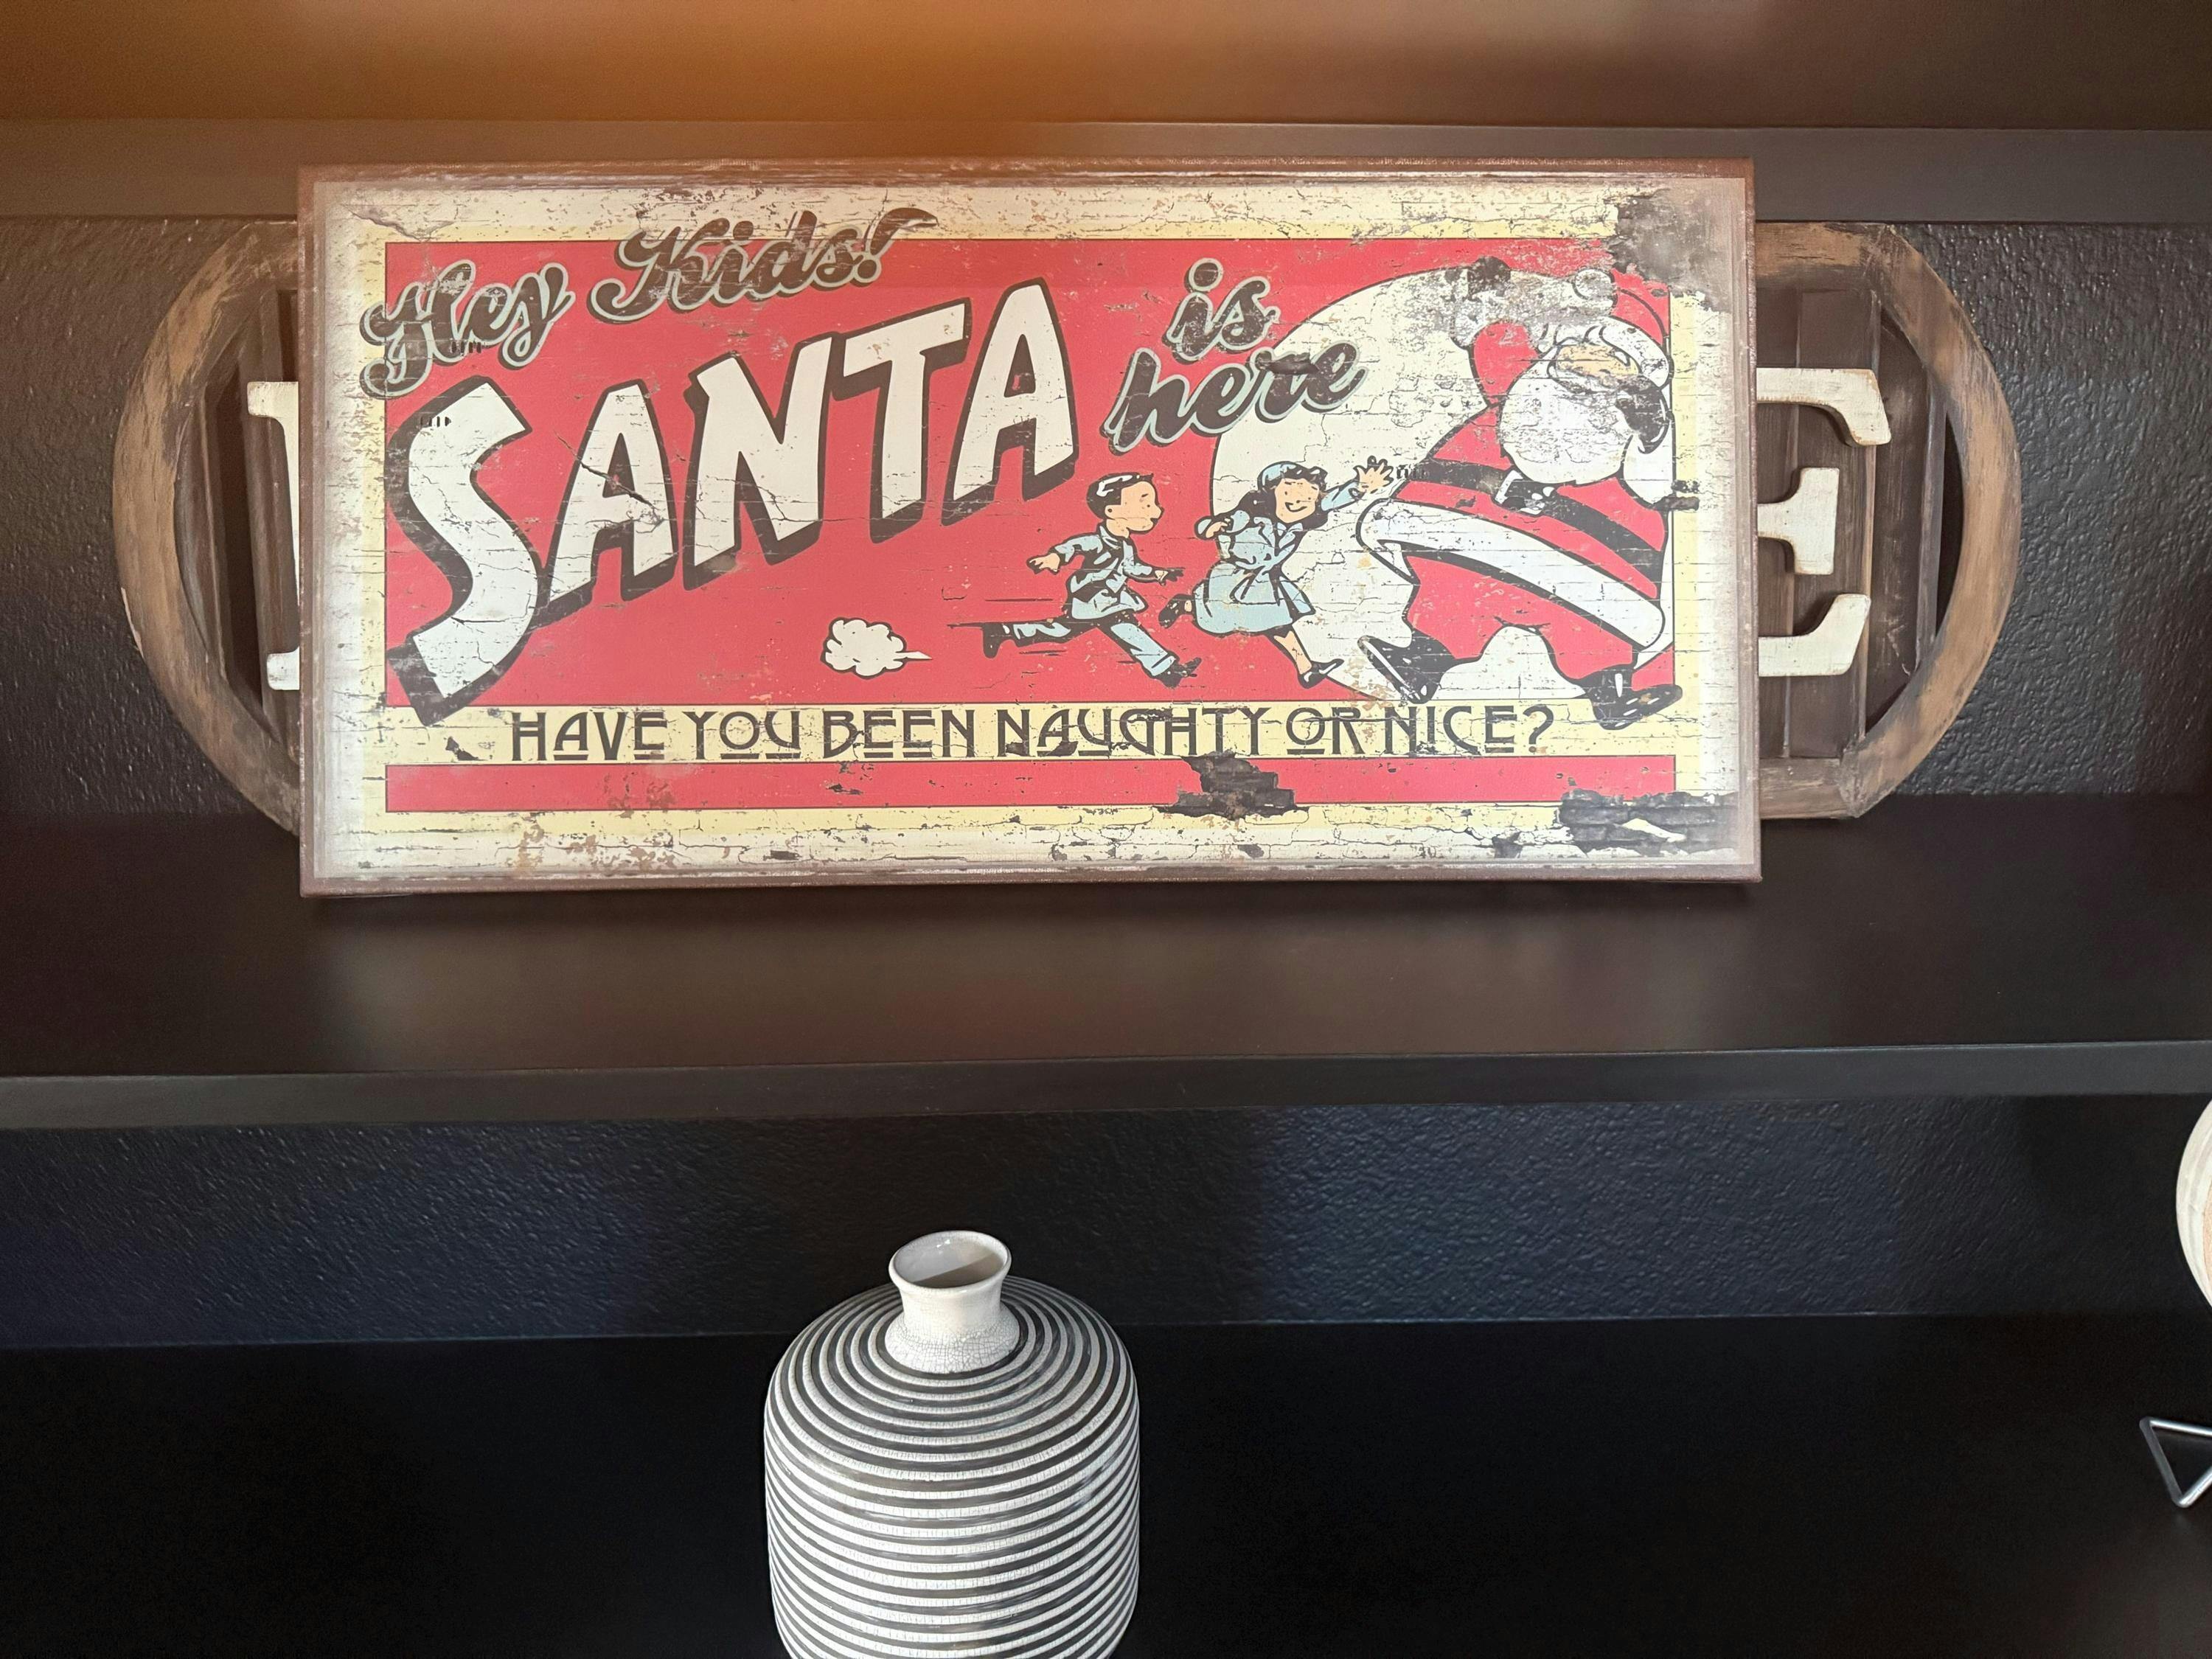 Hey Kids!
SANTA
is
here
HAVE YOU BEEN NAUGHTY OR NICE?
E